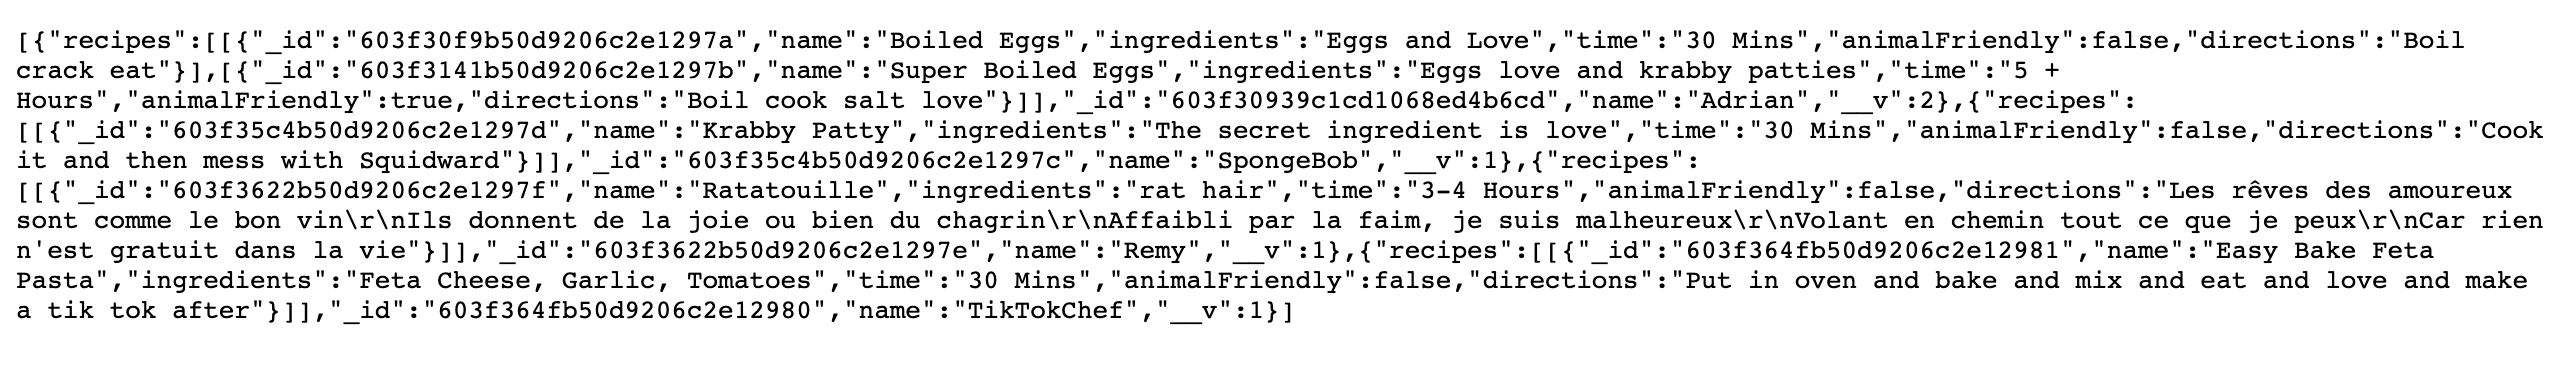 [{"recipes":[[{"_id":"603f30f9b50d9206c2e1297a","name":"Boiled Eggs","ingredients":"Eggs and Love","time":"30 Mins","animalFriendly":false,"directions":"Boil
crack eat"}],[{"_id":"603f3141b50d9206c2e1297b","name":"Super Boiled Eggs","ingredients":"Eggs love and krabby patties","time":"5 +
Hours","animalFriendly":true,"directions":"Boil cook salt love"}]],"_id":"603f30939c1cd1068ed4b6cd","name":"Adrian","__v":2},{"recipes":
[[{"_id":"603f35c4b50d9206c2e1297d","name":"Krabby Patty","ingredients":"The secret ingredient is love","time":"30 Mins","animalFriendly":false,"directions":"Cook
it and then mess with Squidward"}]],"_id":"603f35c4b50d9206c2e1297c","name":"SpongeBob","__v":1},{"recipes":
[[{"_id":"603f3622b50d9206c2e1297f","name":"Ratatouille","ingredients":"rat hair","time":"3-4 Hours","animalFriendly":false,"directions":"Les rêves des amoureux
sont comme le bon vin\r\nIls donnent de la joie ou bien du chagrin\r\nAffaibli par la faim, je suis malheureux\r\nVolant en chemin tout ce que je peux\r\nCar rien
n'est gratuit dans la vie"}]],"_id":"603f3622b50d9206c2e1297e","name":"Remy","__v":1},{"recipes":[[{"_id":"603f364fb50d9206c2e12981","name":"Easy Bake Feta
Pasta","ingredients":"Feta Cheese, Garlic, Tomatoes","time":"30 Mins","animalFriendly":false,"directions":"Put in oven and bake and mix and eat and love and make
a tik tok after"}]],"_id":"603f364fb50d9206c2e12980","name":"TikTokChef","__v":1}]